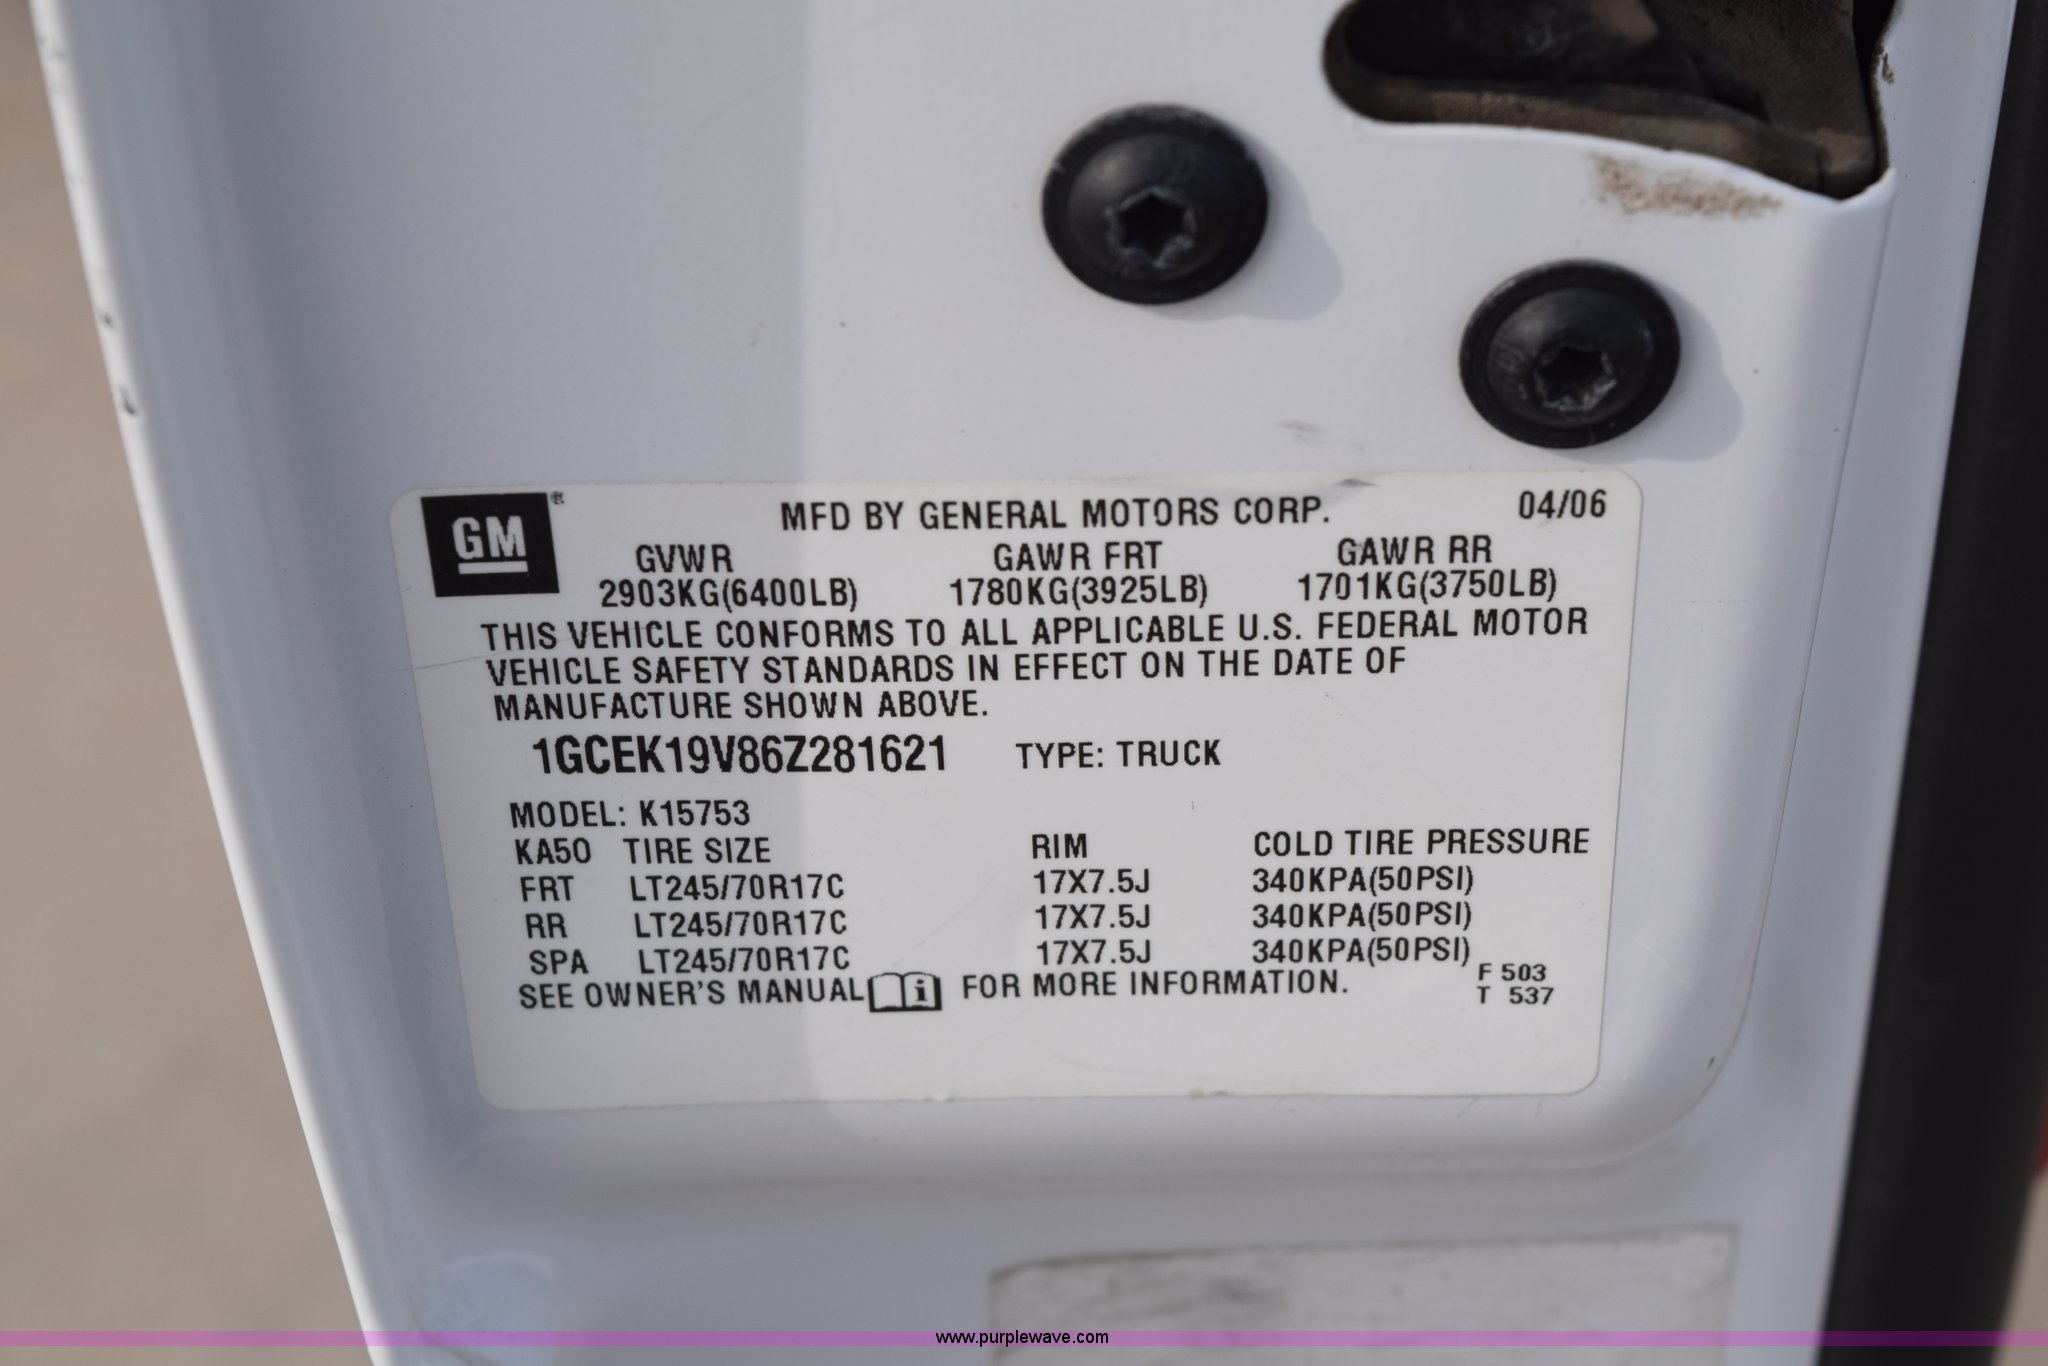 GM ®
MFD BY GENERAL MOTORS CORP. 04/06
GVWR GAWR FRT GAWR RR
2903KG(6400LB) 1780KG(3925LB) 1701KG(3750LB)
THIS VEHICLE CONFORMS TO ALL APPLICABLE U.S. FEDERAL MOTOR
VEHICLE SAFETY STANDARDS IN EFFECT ON THE DATE OF
MANUFACTURE SHOWN ABOVE.
1GCEK19V86Z281621 TYPE: TRUCK
MODEL: K15753
KA50 TIRE SIZE RIM COLD TIRE PRESSURE
FRT LT245/70R17C 17X7.5J 340KPA(50PSI)
RR LT245/70R17C 17X7.5J 340KPA(50PSI)
SPA LT245/70R17C 17X7.5J 340KPA(50PSI)
SEE OWNER'S MANUAL i FOR MORE INFORMATION.
F 503
T 537
www.purplewave.com